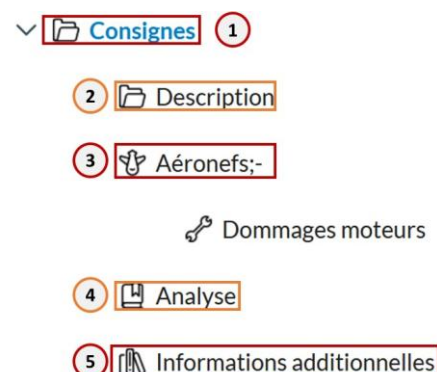 Consignes 1
2 Description
3 Aéronefs;-
Dommages moteurs
4 Analyse
5 Informations additionnelles